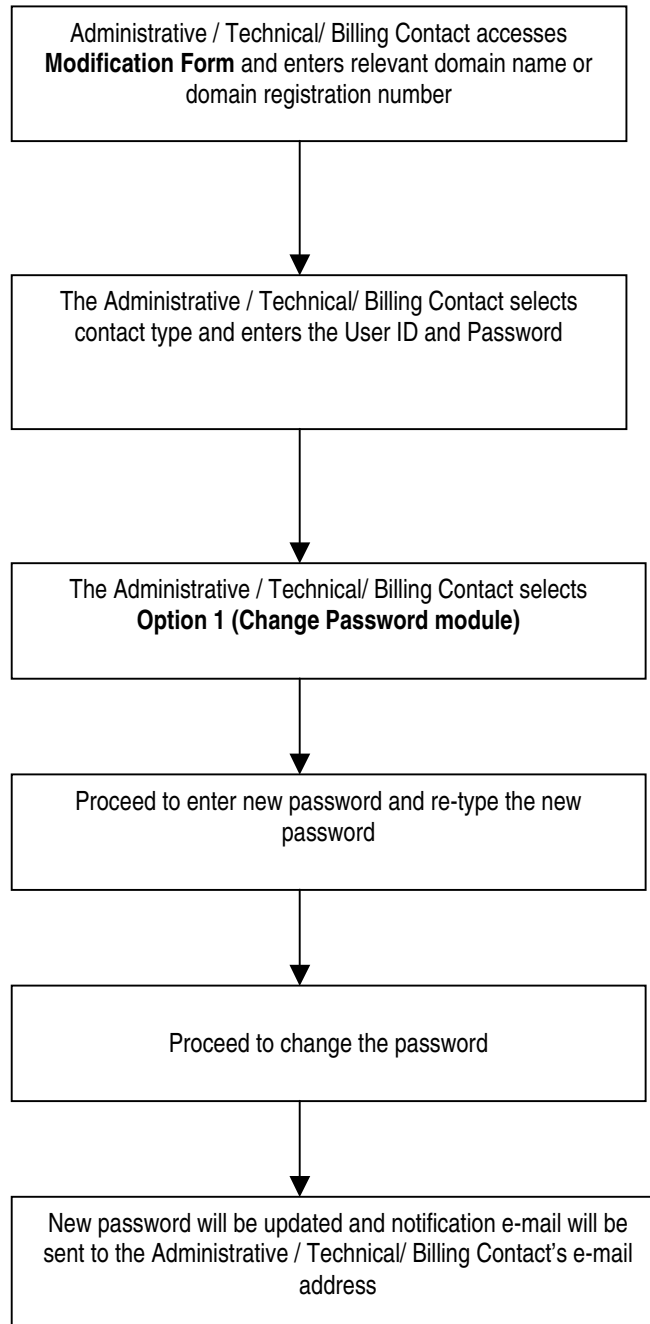 Administrative / Technical/ Billing Contact accesses
Modification Form and enters relevant domain name or
domain registration number
The Administrative / Technical/ Billing Contact selects
contact type and enters the User ID and Password
The Administrative / Technical/ Billing Contact selects
Option 1 (Change Password module)
Proceed to enter new password and re-type the new
password
Proceed to change the password
New password will be updated and notification e-mail will be
sent to the Administrative / Technical/ Billing Contact’s e-mail
address